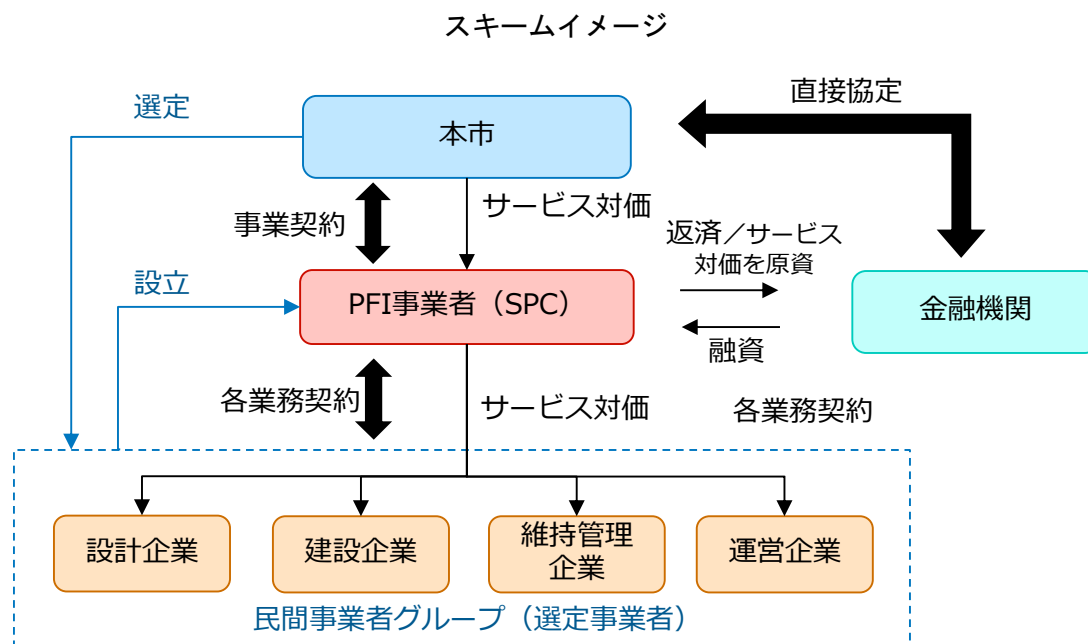 スキームイメージ
選定
本市
直接協定
サービス対価
事業契約
返済／サービス
対価を原資
設立
PFI事業者（SPC）
金融機関
融資
各業務契約
サービス対価
各業務契約
設計企業
建設企業
維持管理
企業
運営企業
民間事業者グループ（選定事業者）